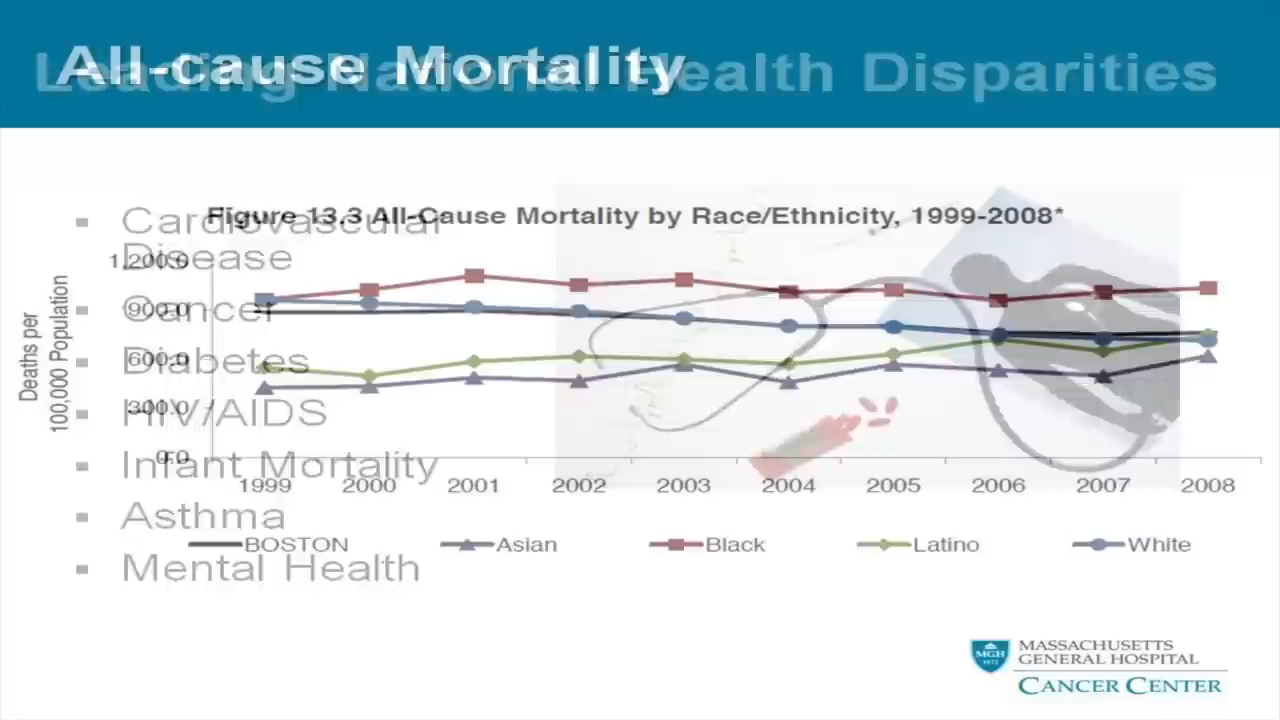 All-cause Mortality
Leading National Health Disparities
Figure 13.3 All-Cause Mortality by Race/Ethnicity, 1999-2008*
Cardiovascular
Disease
Cancer
Diabetes
HIV/AIDS
Infant Mortality
Asthma
Mental Health
Deaths per
100,000 Population
1,200.0
900.0
600.0
300.0
0.0
1999 2000 2001 2002 2003 2004 2005 2006 2007 2008
BOSTON Asian Black Latino White
MGH
1811
MASSACHUSETTS
GENERAL HOSPITAL
CANCER CENTER